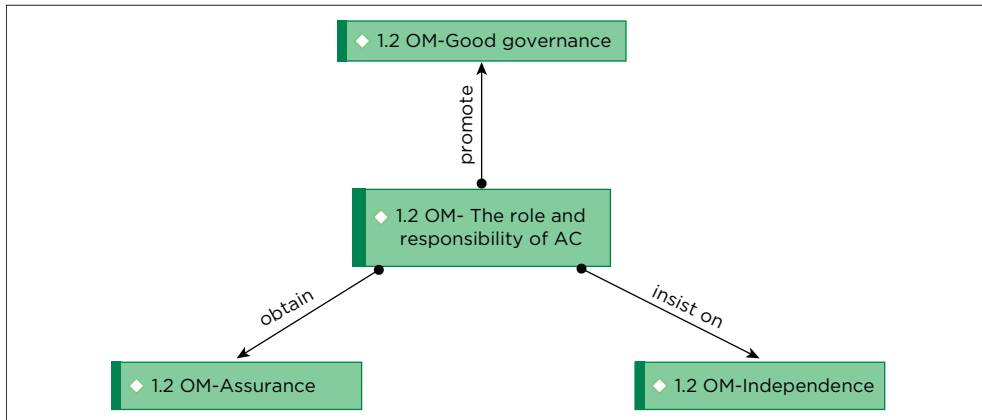 1.2 OM-Good governance
promote
1.2 OM- The role and
responsibility of AC
obtain
insist on
1.2 OM-Assurance
1.2 OM-Independence